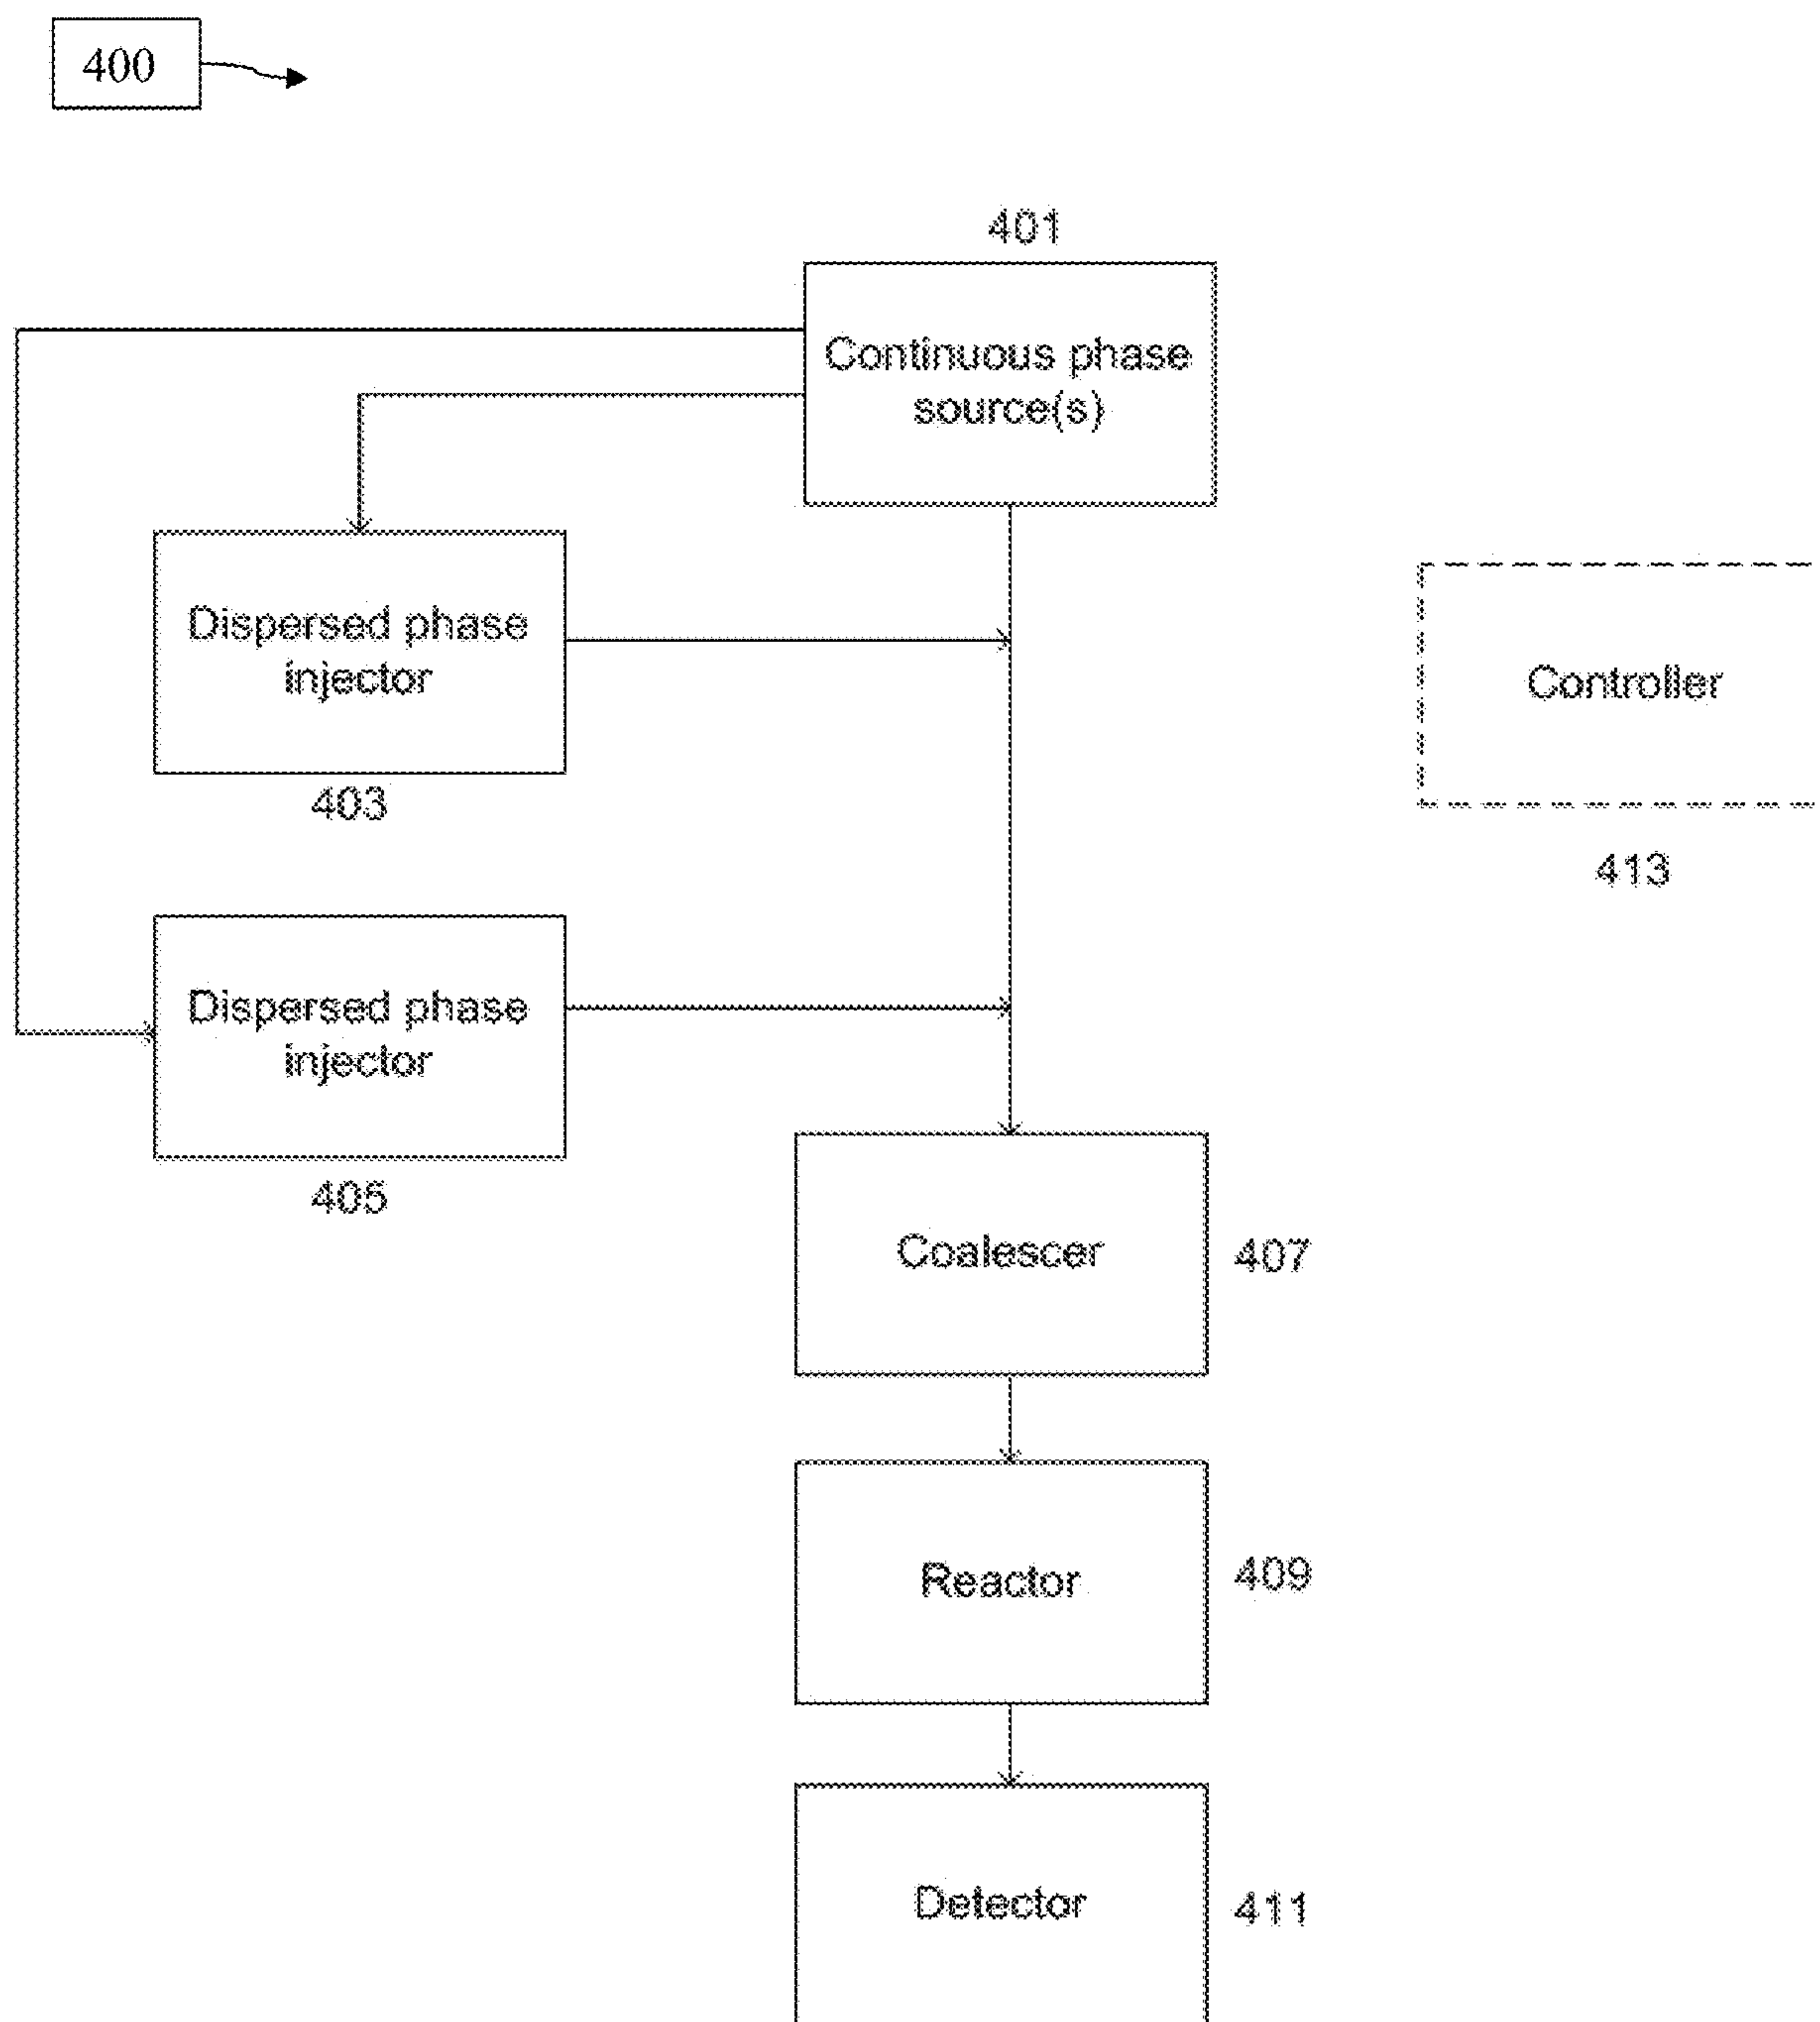 400
401
Continuous phase
source(s)
Dispersed phase
injector
403
Controller
413
Dispersed phase
injector
405
Coalescer
407
Reactor
409
Detector
411